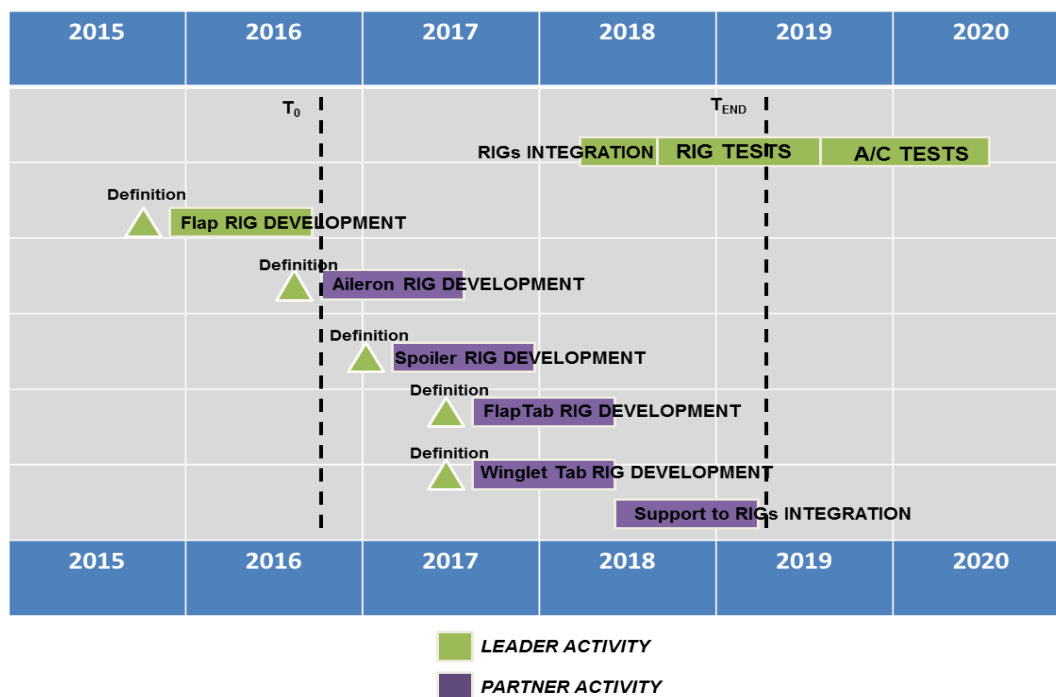 2015 2016 2017 2018 2019 2020
T0 TEND
RIGs INTEGRATION RIG TESTS A/C TESTS
Definition
Flap RIG DEVELOPMENT
Definition
Aileron RIG DEVELOPMENT
Definition
Spoiler RIG DEVELOPMENT
Definition
FlapTab RIG DEVELOPMENT
Definition
Winglet Tab RIG DEVELOPMENT
Support to RIGs INTEGRATION
2015 2016 2017 2018 2019 2020
LEADER ACTIVITY
PARTNER ACTIVITY